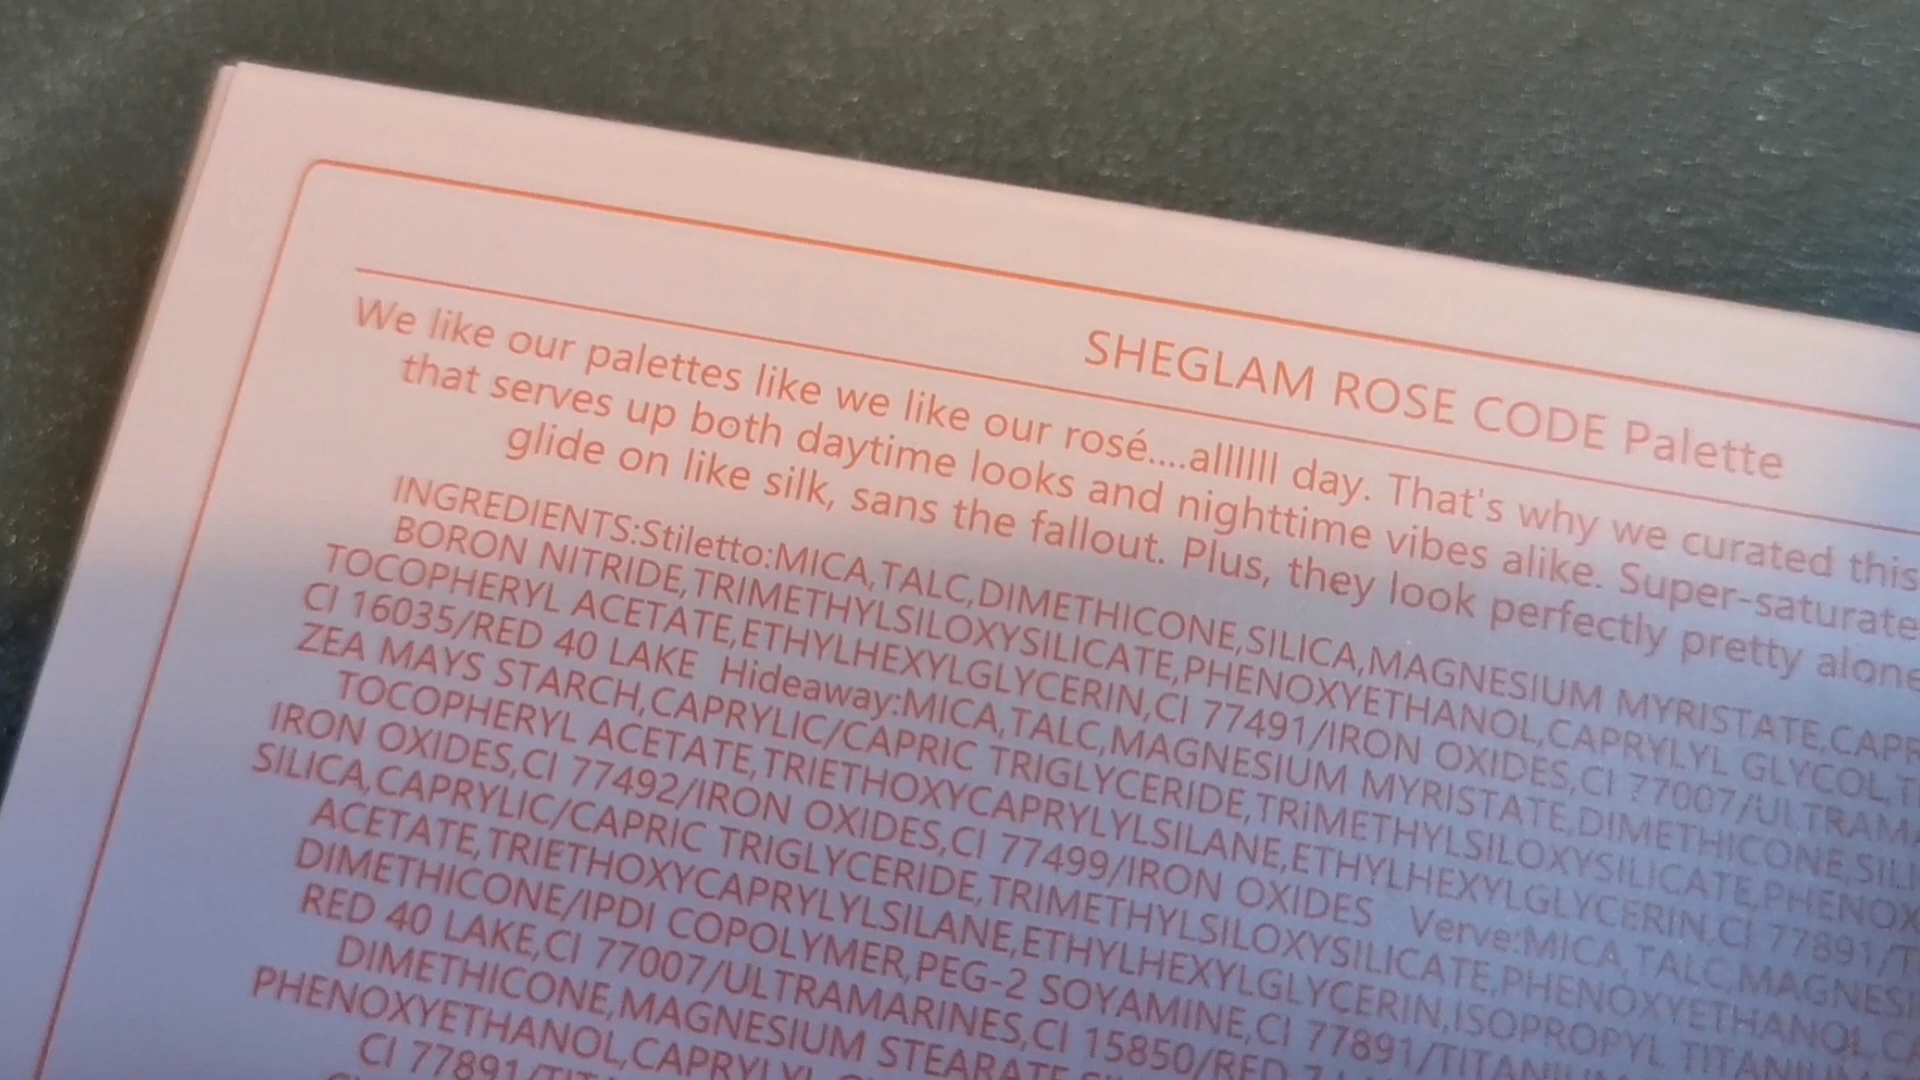 SHEGLAM ROSE CODE Palette
We like our palettes like we like our rosé....alllllll day. That's why we curated this
that serves up both daytime looks and nighttime vibes alike. Super-saturate
glide on like silk, sans the fallout. Plus, they look perfectly pretty alone
INGREDIENTS:Stiletto:MICA,TALC,DIMETHICONE,SILICA,MAGNESIUM MYRISTATE,CAPR
BORON NITRIDE,TRIMETHYLSILOXYSILICATE,PHENOXYETHANOL,CAPRYLYL GLYCOL,T
TOCOPHERYL ACETATE,ETHYLHEXYLGLYCERIN,CI 77491/IRON OXIDES,CI 77007/ULTRAMA
CI 16035/RED 40 LAKE Hideaway:MICA,TALC,MAGNESIUM MYRISTATE,DIMETHICONE,SILI
ZEA MAYS STARCH,CAPRYLIC/CAPRIC TRIGLYCERIDE,TRiMETHYLSILOXYSILICATE,PHENOX
TOCOPHERYL ACETATE,TRIETHOXYCAPRYLYLSILANE,ETHYLHEXYLGLYCERIN,CI 77891/T
IRON OXIDES,CI 77492/IRON OXIDES,CI 77499/IRON OXIDES Verve:MICA,TALC,MAGNESI
SILICA,CAPRYLIC/CAPRIC TRIGLYCERIDE,TRIMETHYLSILOXYSILICATE,PHENOXYETHANOL,CA
ACETATE,TRIETHOXYCAPRYLYLSILANE,ETHYLHEXYLGLYCERIN,ISOPROPYL TITANIUM
DIMETHICONE/IPDI COPOLYMER,PEG-2 SOYAMINE,CI 77891/TITANIUM
RED 40 LAKE,CI 77007/ULTRAMARINES,CI 15850/RED 7
DIMETHICONE,MAGNESIUM STEARATE
PHENOXYETHANOL,CAPRYLYL
CI 77891/